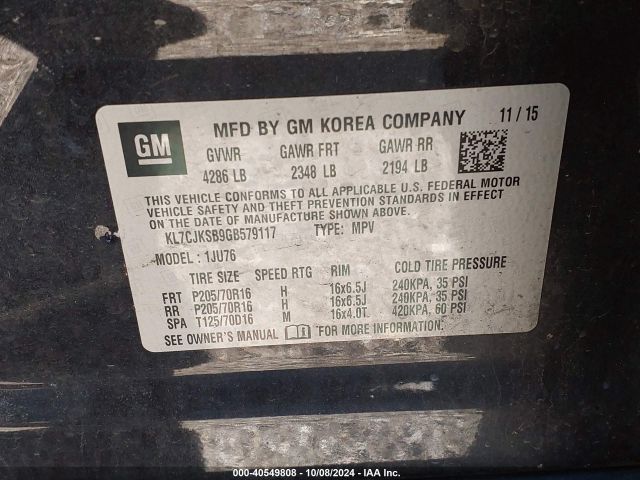 GM
MFD BY GM KOREA COMPANY 11 / 15
GVWR GAWR FRT GAWR RR
4286 LB 2348 LB 2194 LB
THIS VEHICLE CONFORMS TO ALL APPLICABLE U.S. FEDERAL MOTOR
VEHICLE SAFETY AND THEFT PREVENTION STANDARDS IN EFFECT
ON THE DATE OF MANUFACTURE SHOWN ABOVE.
KL7CJKSB9GB579117 TYPE: MPV
MODEL : 1JU76
TIRE SIZE SPEED RTG RIM COLD TIRE PRESSURE
FRT P205/70R16 H 16x6.5J 240KPA, 35 PSI
RR P205/70R16 H 16x6.5J 240KPA, 35 PSI
SPA T125/70D16 M 16x4.0T 420KPA, 60 PSI
SEE OWNER'S MANUAL FOR MORE INFORMATION.
000-40549808 - 10/08/2024 - IAA Inc.